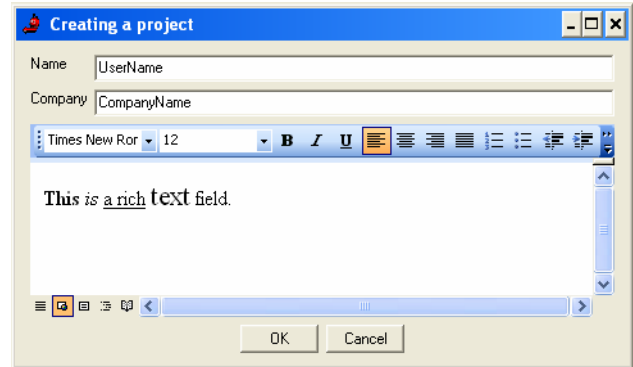 Creating a project
Name UserName
Company CompanyName
Times New Ror 12 B I U
This is a rich text field.
OK Cancel